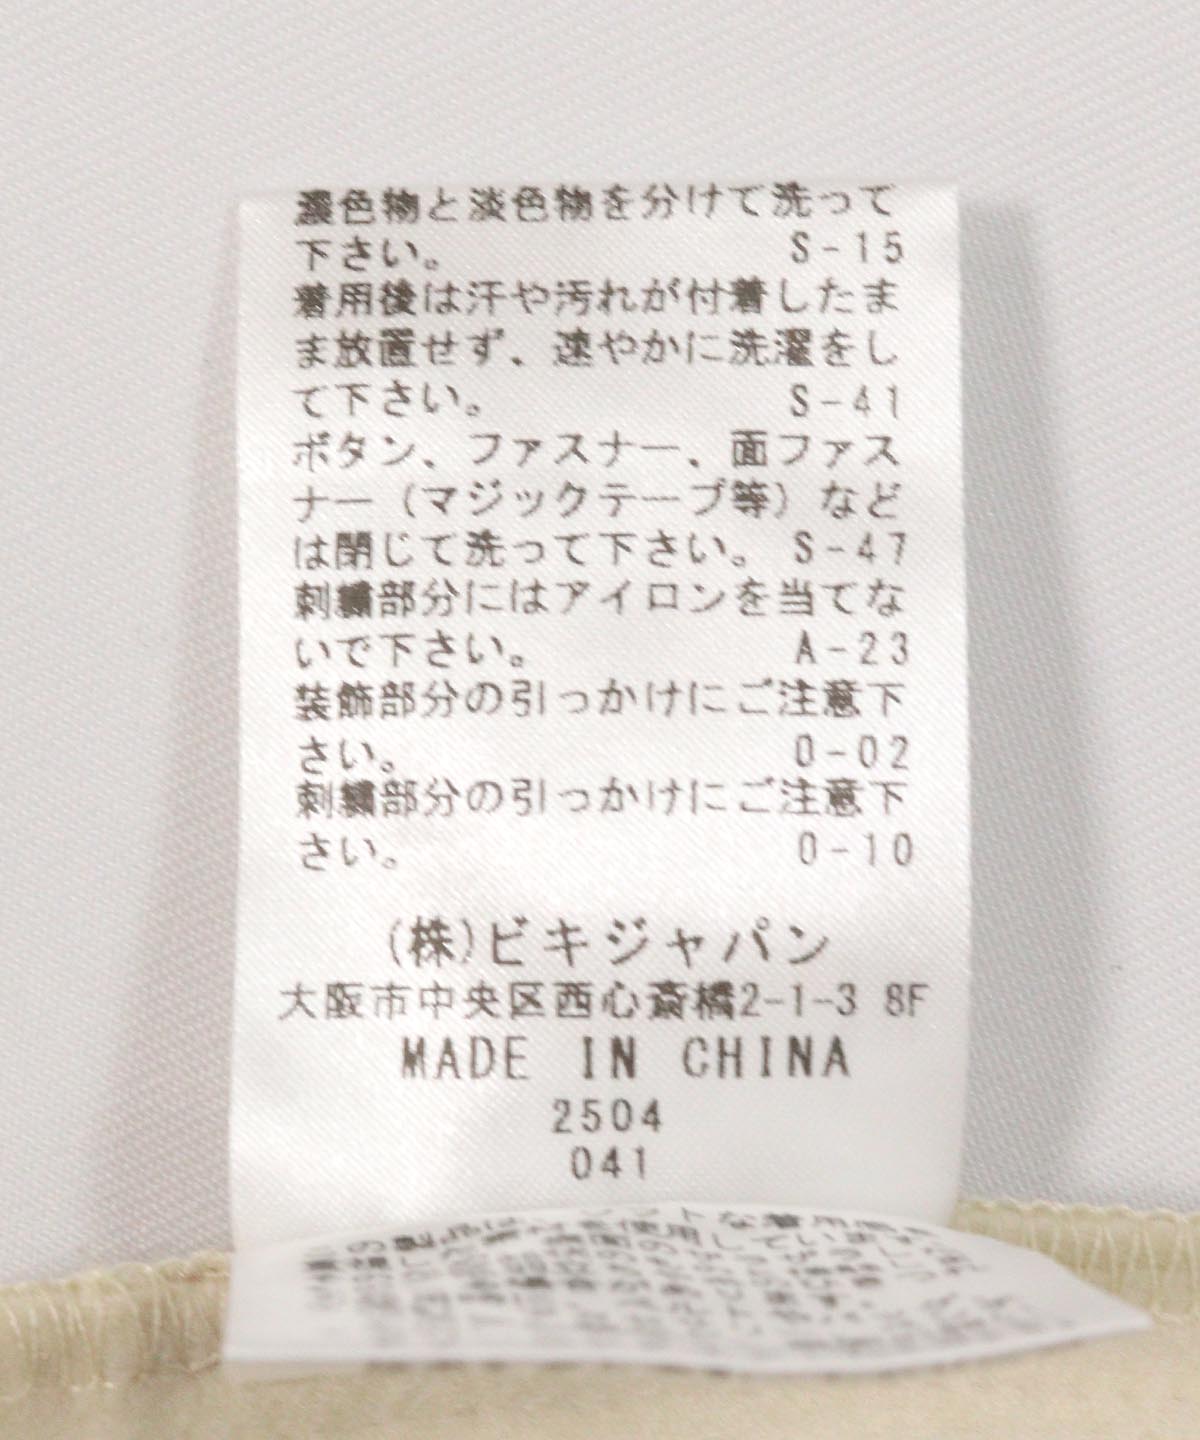 濃色物と淡色物を分けて洗って
下さい。 S-15
着用後は汗や汚れが付着したま
ま放置せず、速やかに洗濯をし
て下さい。 S-41
ボタン、ファスナー、面ファス
ナー（マジックテープ等）など
は閉じて洗って下さい。 S-47
刺繍部分にはアイロンを当てな
いで下さい。 A-23
装飾部分の引っかけにご注意下
さい。 0-02
刺繍部分の引っかけにご注意下
さい。 0-10
(株)ビキジャパン
大阪市中央区西心斎橋2-1-3 8F
MADE IN CHINA
2504
041